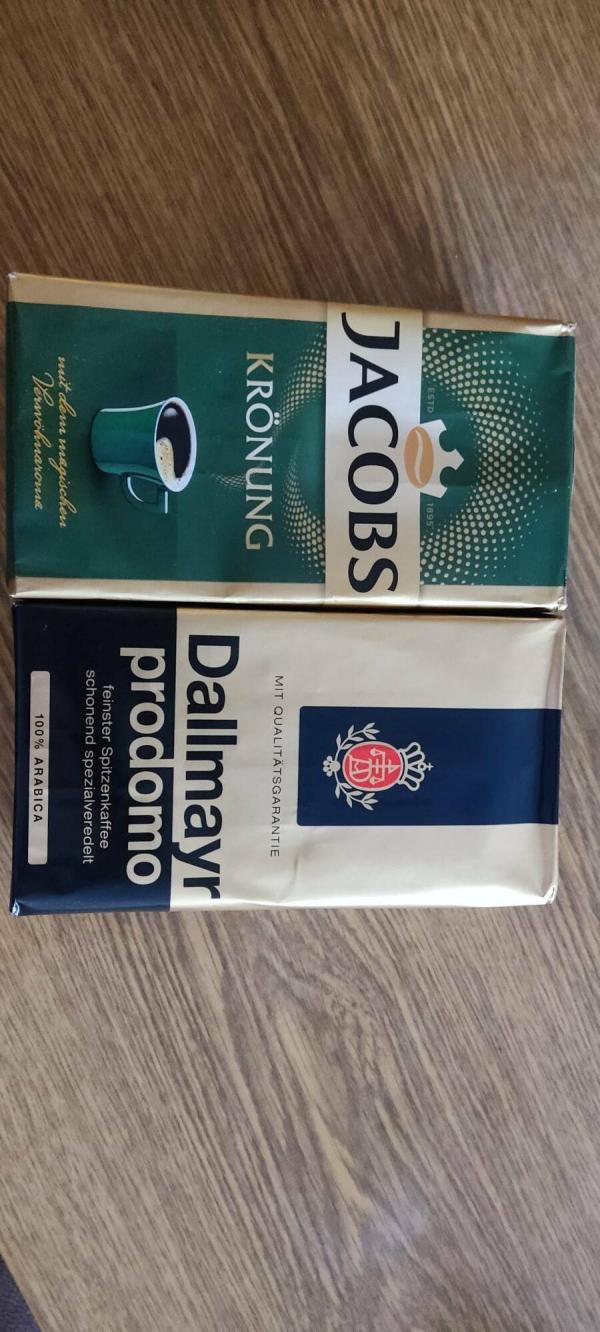 ESTD 1895
JACOBS
KRÖNUNG
mit dem magischen
Verwöhnaroma
MIT QUALITÄTSGARANTIE
Dallmayr
prodomo
feinster Spitzenkaffee
schonend spezialveredelt
100% ARABICA